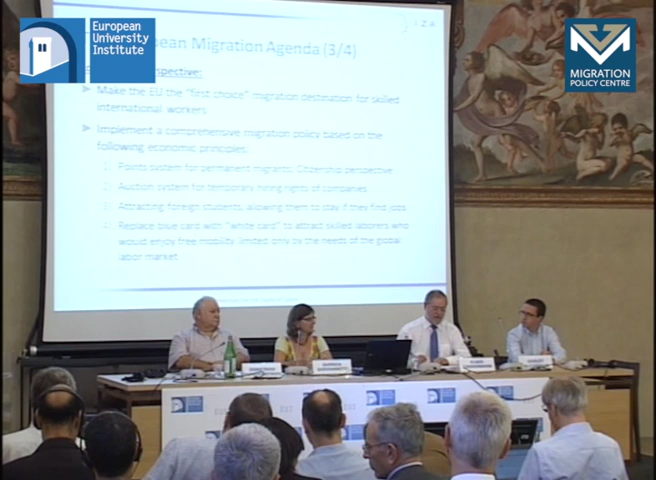 European
University
Institute
I Z A
pean Migration Agenda (3/4)
spective:
Make the EU the "first choice" migration destination for skilled
international workers
Implement a comprehensive migration policy based on the
following economic principles:
Points system for permanent migrants: Citizenship perspective
Auction system for temporary hiring rights of companies
Attracting foreign students, allowing them to stay if they find jobs
Replace blue card with "white card" to attract skilled laborers who
would enjoy free mobility, limited only by the needs of the global
labor market
MIGRATION
POLICY CENTRE